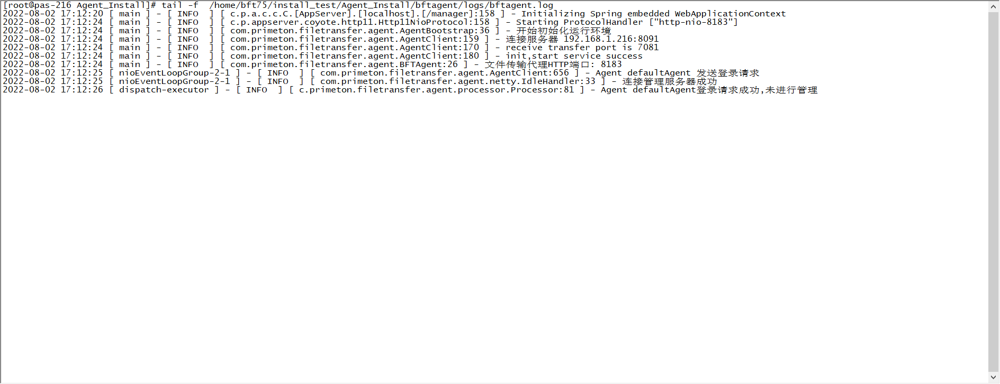 [root@pas-216 Agent_Install]# tail -f  /home/bft75/install_test/Agent_Install/bftagent/logs/bftagent.log
2022-08-02 17:12:20 [ main ] - [ INFO  ] [ c.p.a.c.c.C.[AppServer].[localhost].[/manager]:158 ] - Initializing Spring embedded WebApplicationContext
2022-08-02 17:12:24 [ main ] - [ INFO  ] [ c.p.appserver.coyote.http11.Http11NioProtocol:158 ] - Starting ProtocolHandler ["http-nio-8183"]
2022-08-02 17:12:24 [ main ] - [ INFO  ] [ com.primeton.filetransfer.agent.AgentBootstrap:36 ] - 开始初始化运行环境
2022-08-02 17:12:24 [ main ] - [ INFO  ] [ com.primeton.filetransfer.agent.AgentClient:159 ] - 连接服务器 192.168.1.216:8091
2022-08-02 17:12:24 [ main ] - [ INFO  ] [ com.primeton.filetransfer.agent.AgentClient:170 ] - receive transfer port is 7081
2022-08-02 17:12:24 [ main ] - [ INFO  ] [ com.primeton.filetransfer.agent.AgentClient:180 ] - init,start service success
2022-08-02 17:12:24 [ main ] - [ INFO  ] [ com.primeton.filetransfer.agent.BFTAgent:26 ] - 文件传输代理HTTP端口: 8183
2022-08-02 17:12:25 [ nioEventLoopGroup-2-1 ] - [ INFO  ] [ com.primeton.filetransfer.agent.AgentClient:656 ] - Agent defaultAgent 发送登录请求
2022-08-02 17:12:25 [ nioEventLoopGroup-2-1 ] - [ INFO  ] [ com.primeton.filetransfer.agent.netty.IdleHandler:33 ] - 连接管理服务器成功
2022-08-02 17:12:26 [ dispatch-executor ] - [ INFO  ] [ c.primeton.filetransfer.agent.processor.Processor:81 ] - Agent defaultAgent登录请求成功,未进行管理